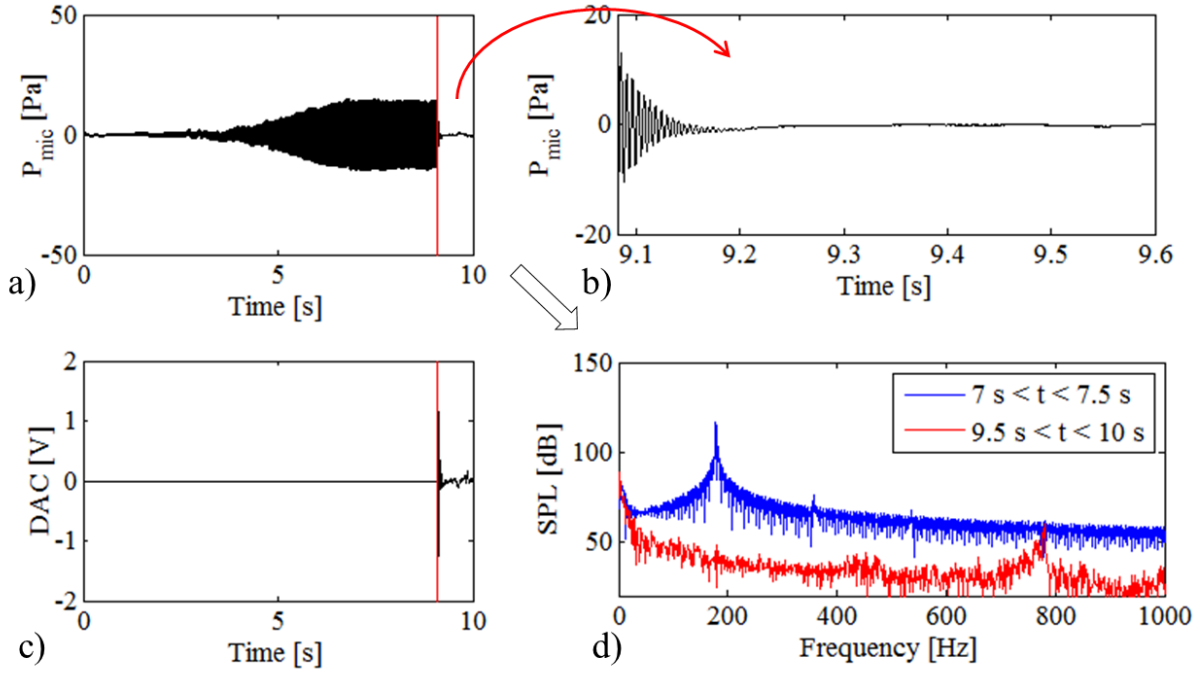 50
0
-50
P_mic [Pa]
0
5
10
Time [s]
a)
20
0
-20
P_mic [Pa]
9.1
9.2
9.3
9.4
9.5
9.6
Time [s]
b)
2
1
0
-1
-2
DAC [V]
0
5
10
Time [s]
c)
150
100
50
SPL [dB]
7 s < t < 7.5 s
9.5 s < t < 10 s
0
200
400
600
800
1000
Frequency [Hz]
d)